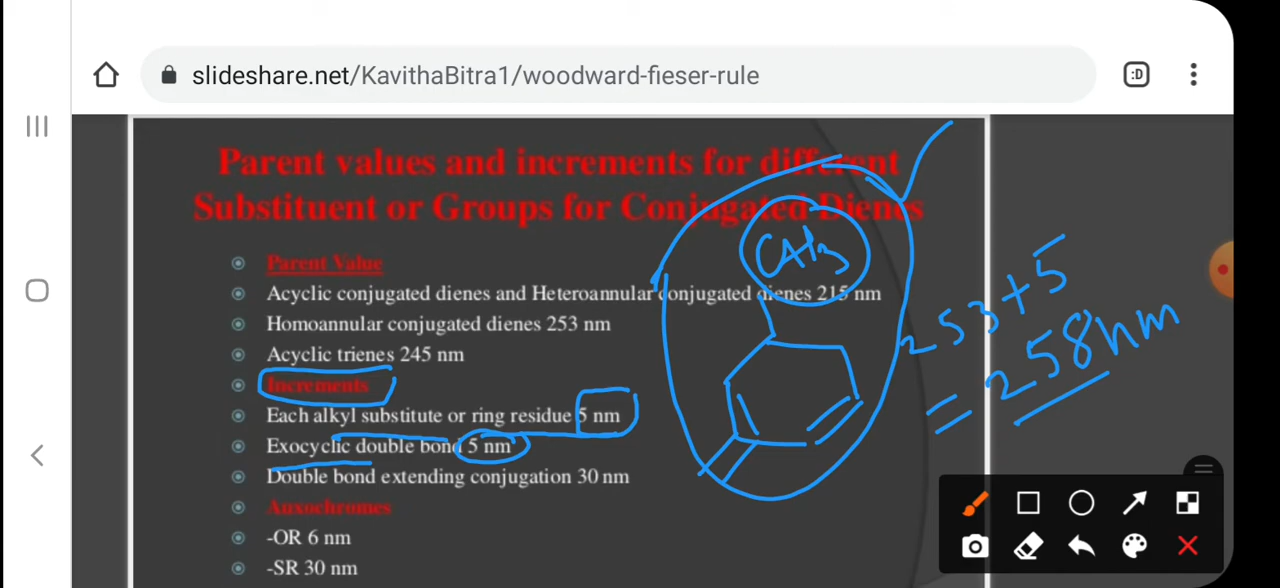 slideshare.net/KavithaBitra1/woodward-fieser-rule
:D
Parent values and increments for different
Substituent or Groups for Conjugated Dienes
Parent Value
Acyclic conjugated dienes and Heteroannular conjugated dienes 215 nm
Homoannular conjugated dienes 253 nm
Acyclic trienes 245 nm
Increments
Each alkyl substitute or ring residue 5 nm
Exocyclic double bond 5 nm
Double bond extending conjugation 30 nm
Auxochromes
-OR 6 nm
-SR 30 nm
CH3
253+5
= 258nm